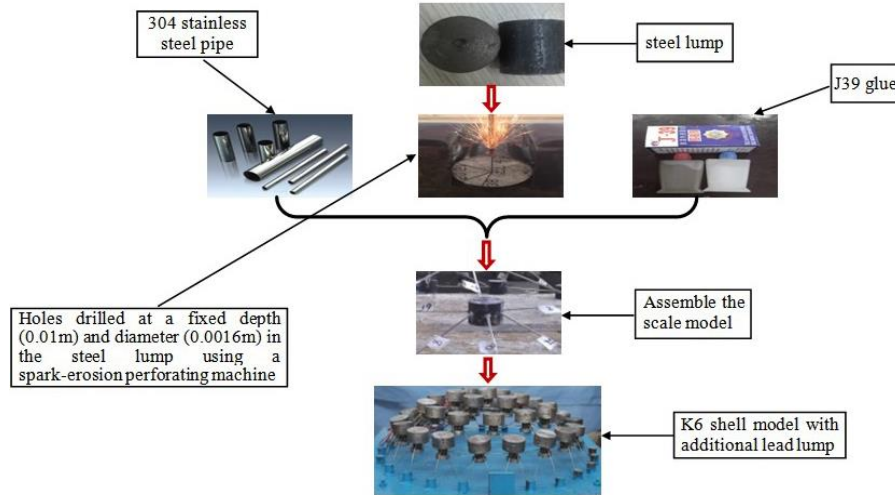 304 stainless
steel pipe
steel lump
J39 glue
Holes drilled at a fixed depth
(0.01m) and diameter (0.0016m) in
the steel lump using a
spark-erosion perforating machine
Assemble the
scale model
K6 shell model with
additional lead lump